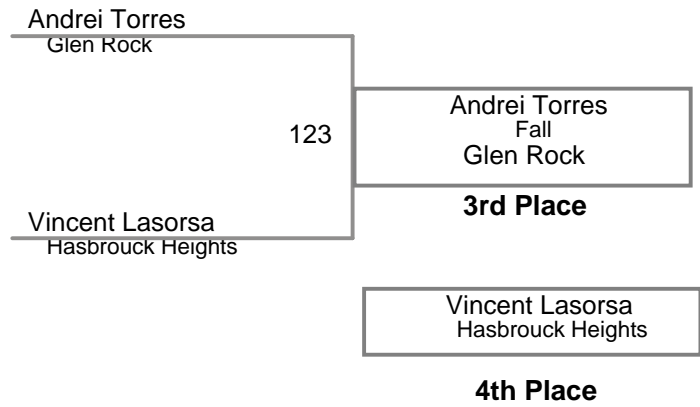 Andrei Torres
Glen Rock
123
Andrei Torres
Fall
Glen Rock
3rd Place
Vincent Lasorsa
Hasbrouck Heights
Vincent Lasorsa
Hasbrouck Heights
4th Place